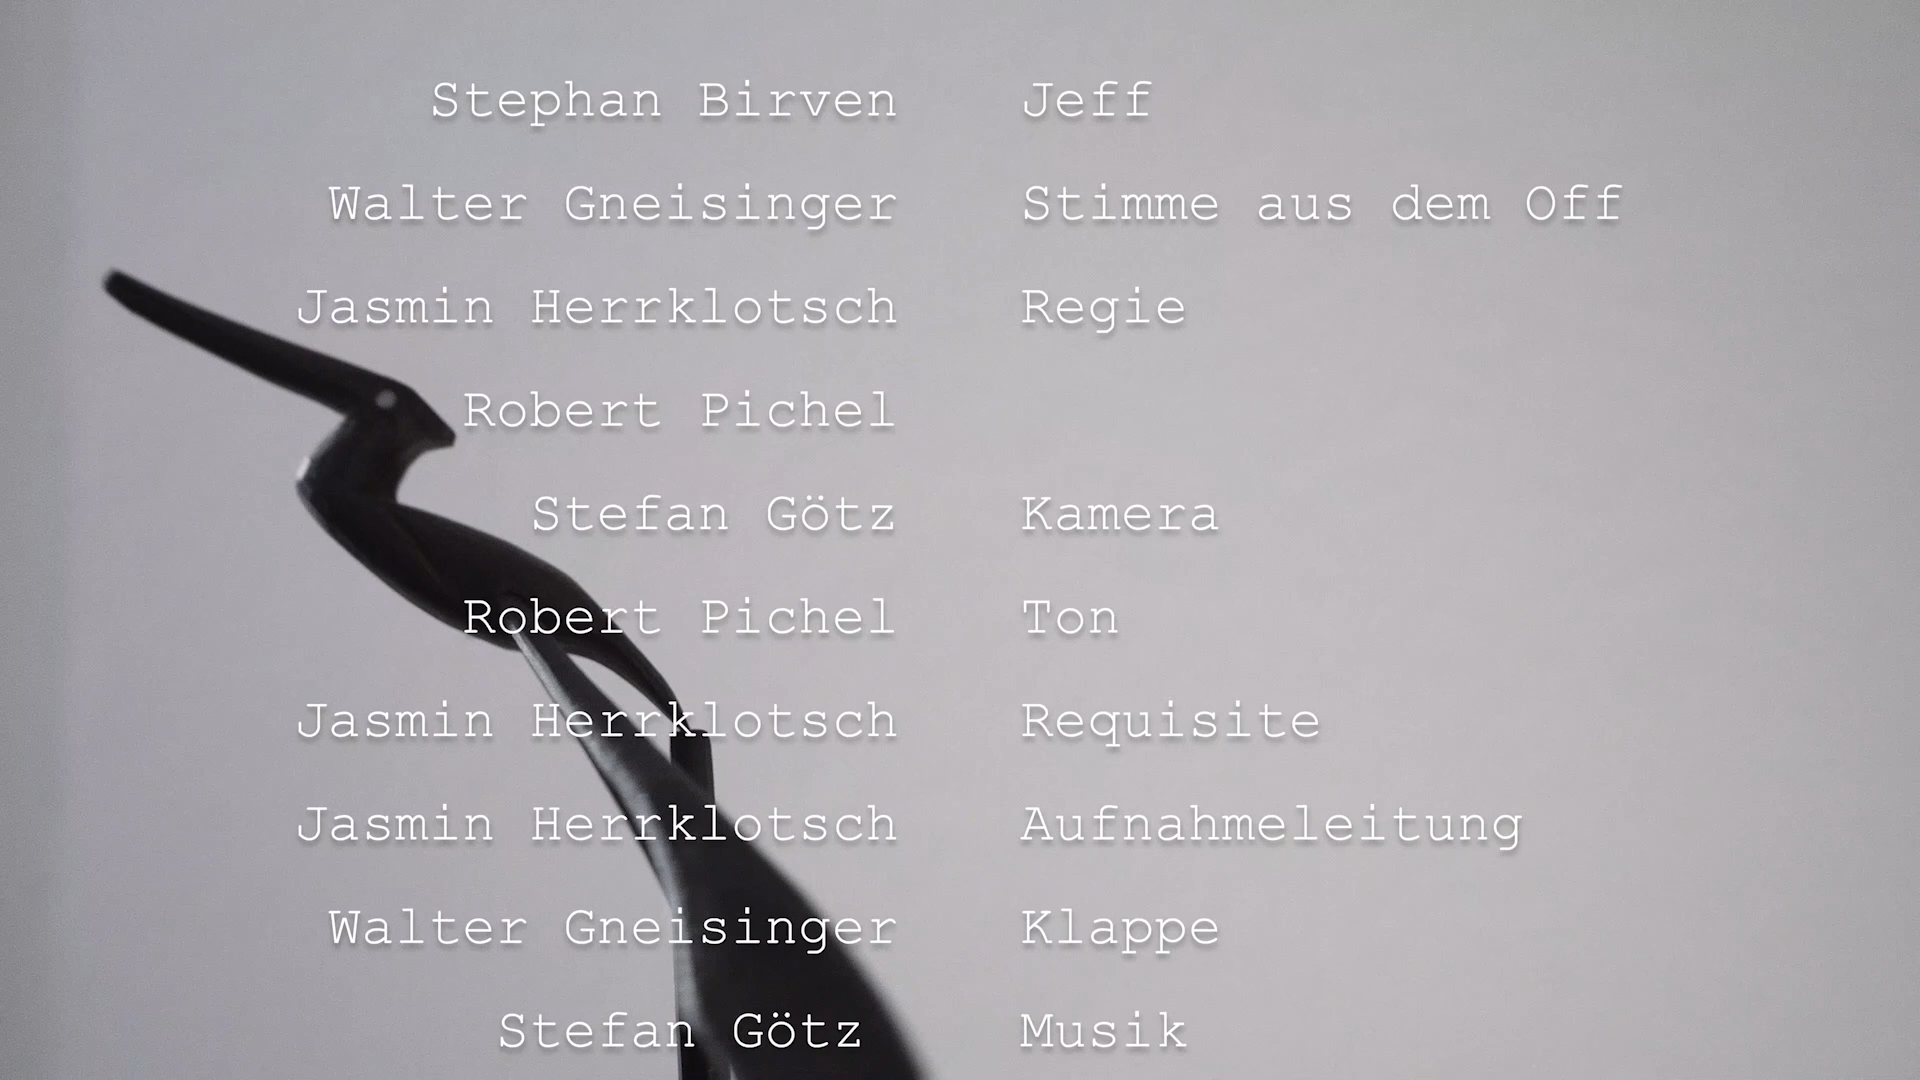 Stephan Birven Jeff
Walter Gneisinger Stimme aus dem Off
Jasmin Herrklotsch Regie
Robert Pichel
Stefan Götz Kamera
Robert Pichel Ton
Jasmin Herrklotsch Requisite
Jasmin Herrklotsch Aufnahmeleitung
Walter Gneisinger Klappe
Stefan Götz Musik